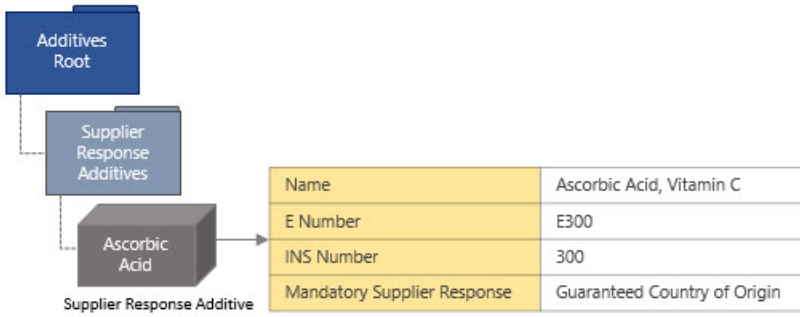 Additives
Root
Supplier
Response
Additives
Ascorbic
Acid
Supplier Response Additive
Name Ascorbic Acid, Vitamin C
E Number E300
INS Number 300
Mandatory Supplier Response Guaranteed Country of Origin